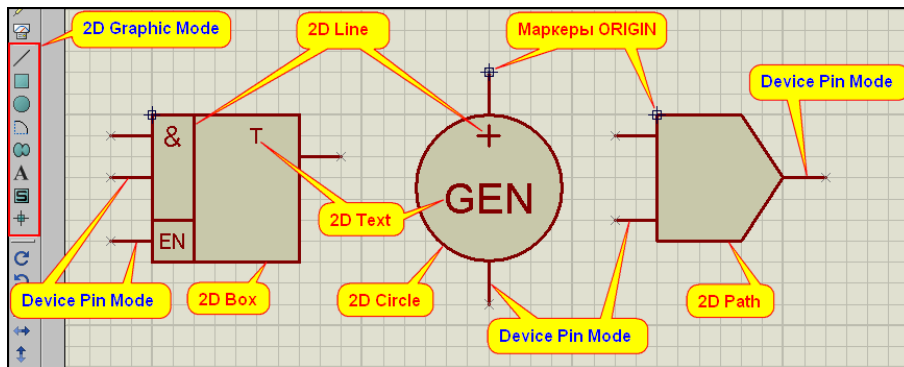 2D Graphic Mode
2D Line
Маркеры ORIGIN
Device Pin Mode
&
T
+
GEN
A
S
2D Text
EN
Device Pin Mode
2D Box
2D Circle
Device Pin Mode
2D Path